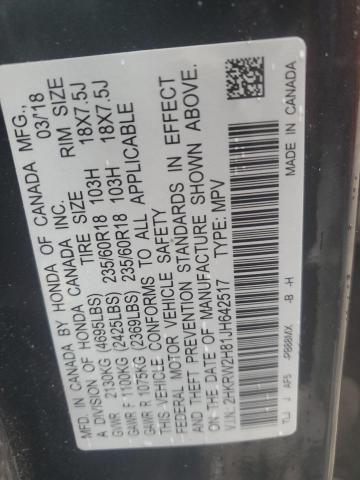 MFD. IN CANADA BY HONDA OF CANADA MFG.,
A DIVISION OF HONDA CANADA INC. 03/18
TIRE SIZE RIM SIZE
GVWR 2130KG (4695LBS)
GAWR F 1100KG (2425LBS) 235/60R18 103H 18X7.5J
GAWR R 1075KG (2369LBS) 235/60R18 103H 18X7.5J
THIS VEHICLE CONFORMS TO ALL APPLICABLE
FEDERAL MOTOR VEHICLE SAFETY
THEFT PREVENTION STANDARDS IN EFFECT
ON THE DATE OF MANUFACTURE SHOWN ABOVE.
V.I.N. 2HKRW2H81JH642517 TYPE: MPV
TLJ J AF5 -P888MX -B -H MADE IN CANADA